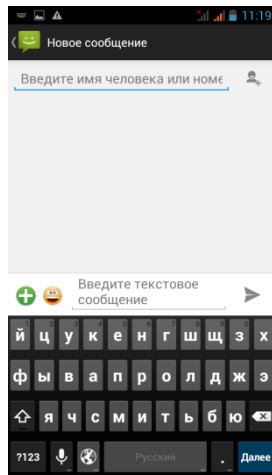 11:19
Новое сообщение
Введите имя человека или номе
Введите текстовое
сообщение
й ц у к е н г ш щ з х
ф ы в а п р о л д ж э
я ч с м и т ь б ю
?123 Русский . Далее